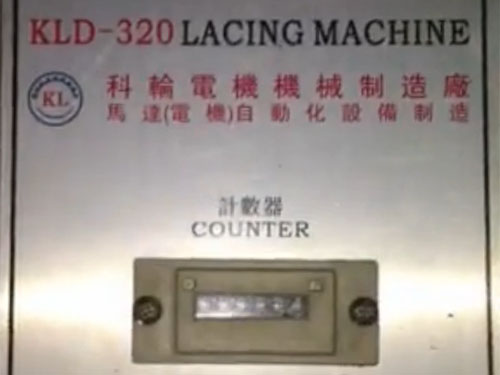 KLD-320 LACING MACHINE
KL
科輪電機機械制造廠
馬達(電機)自動化設備制造
計數器
COUNTER